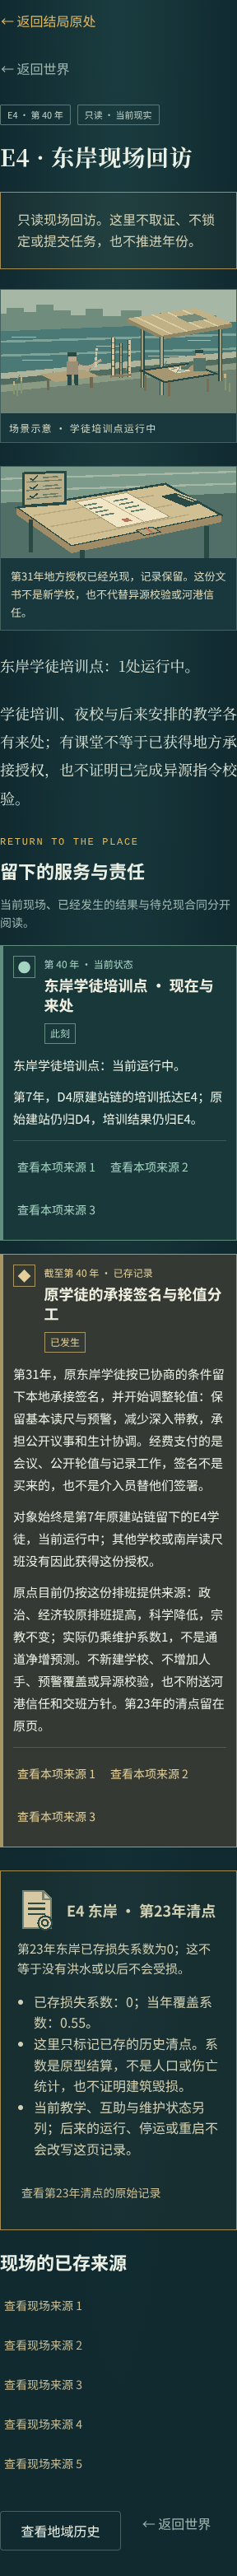 ← 返回结局原处
← 返回世界
E4 · 第 40 年
只读 · 当前现实
E4 · 东岸现场回访
只读现场回访。这里不取证、不锁
定或提交任务，也不推进年份。
场景示意 · 学徒培训点运行中
第31年地方授权已经兑现，记录保留。这份文
书不是新学校，也不代替异源校验或河港信
任。
东岸学徒培训点：1处运行中。
学徒培训、夜校与后来安排的教学各
有来处；有课堂不等于已获得地方承
接授权，也不证明已完成异源指令校
验。
RETURN TO THE PLACE
留下的服务与责任
当前现场、已经发生的结果与待兑现合同分开
阅读。
第 40 年 · 当前状态
东岸学徒培训点 · 现在与
来处
此刻
东岸学徒培训点：当前运行中。
第7年，D4原建站链的培训抵达E4；原
始建站仍归D4，培训结果仍归E4。
查看本项来源 1
查看本项来源 2
查看本项来源 3
截至第 40 年 · 已存记录
原学徒的承接签名与轮值分
工
已发生
第31年，原东岸学徒按已协商的条件留
下本地承接签名，并开始调整轮值：保
留基本读尺与预警，减少深入带教，承
担公开议事和生计协调。经费支付的是
会议、公开轮值与记录工作，签名不是
买来的，也不是介入员替他们签署。
对象始终是第7年原建站链留下的E4学
徒，当前运行中；其他学校或南岸读尺
班没有因此获得这份授权。
原点目前仍按这份排班提供来源：政
治、经济较原排班提高，科学降低，宗
教不变；实际仍乘维护系数1，不是通
道净增预测。不新建学校、不增加人
手、预警覆盖或异源校验，也不附送河
港信任和交班方针。第23年的清点留在
原页。
查看本项来源 1
查看本项来源 2
查看本项来源 3
E4 东岸 · 第23年清点
第23年东岸已存损失系数为0；这不
等于没有洪水或以后不会受损。
• 已存损失系数：0；当年覆盖系
数：0.55。
• 这里只标记已存的历史清点。系
数是原型结算，不是人口或伤亡
统计，也不证明建筑毁损。
• 当前教学、互助与维护状态另
列；后来的运行、停运或重启不
会改写这页记录。
查看第23年清点的原始记录
现场的已存来源
查看现场来源 1
查看现场来源 2
查看现场来源 3
查看现场来源 4
查看现场来源 5
查看地域历史
← 返回世界